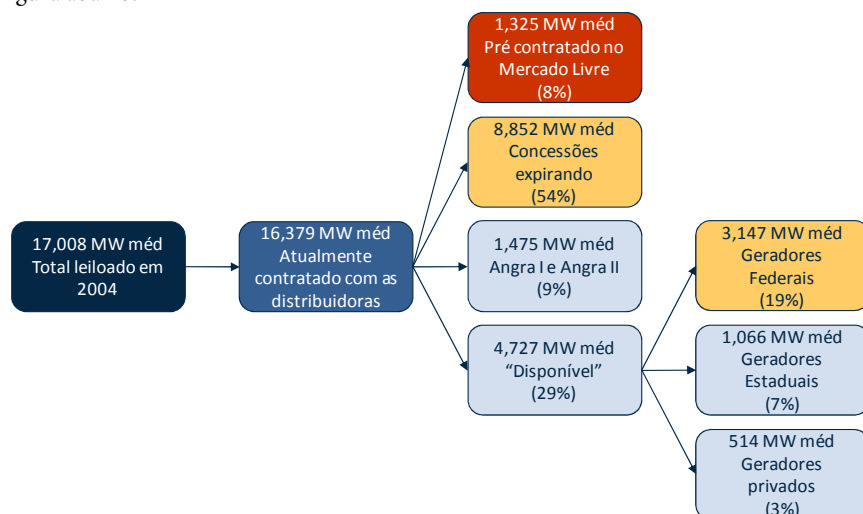 1,325 MW méd
Pré contratado no
Mercado Livre
(8%)
8,852 MW méd
Concessões
expirando
(54%)
17,008 MW méd
Total leiloado em
2004
16,379 MW méd
Atualmente
contratado com as
distribuidoras
1,475 MW méd
Angra I e Angra II
(9%)
4,727 MW méd
“Disponível”
(29%)
3,147 MW méd
Geradores
Federais
(19%)
1,066 MW méd
Geradores
Estaduais
(7%)
514 MW méd
Geradores
privados
(3%)